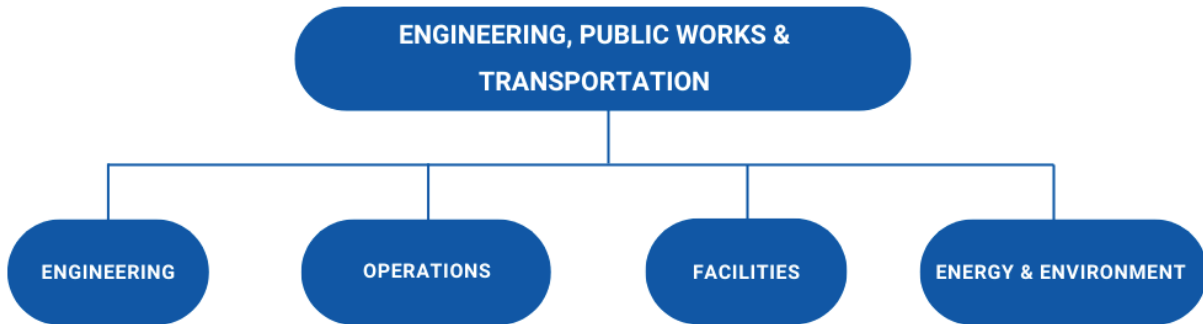 ENGINEERING, PUBLIC WORKS &
TRANSPORTATION
ENGINEERING
OPERATIONS
FACILITIES
ENERGY & ENVIRONMENT